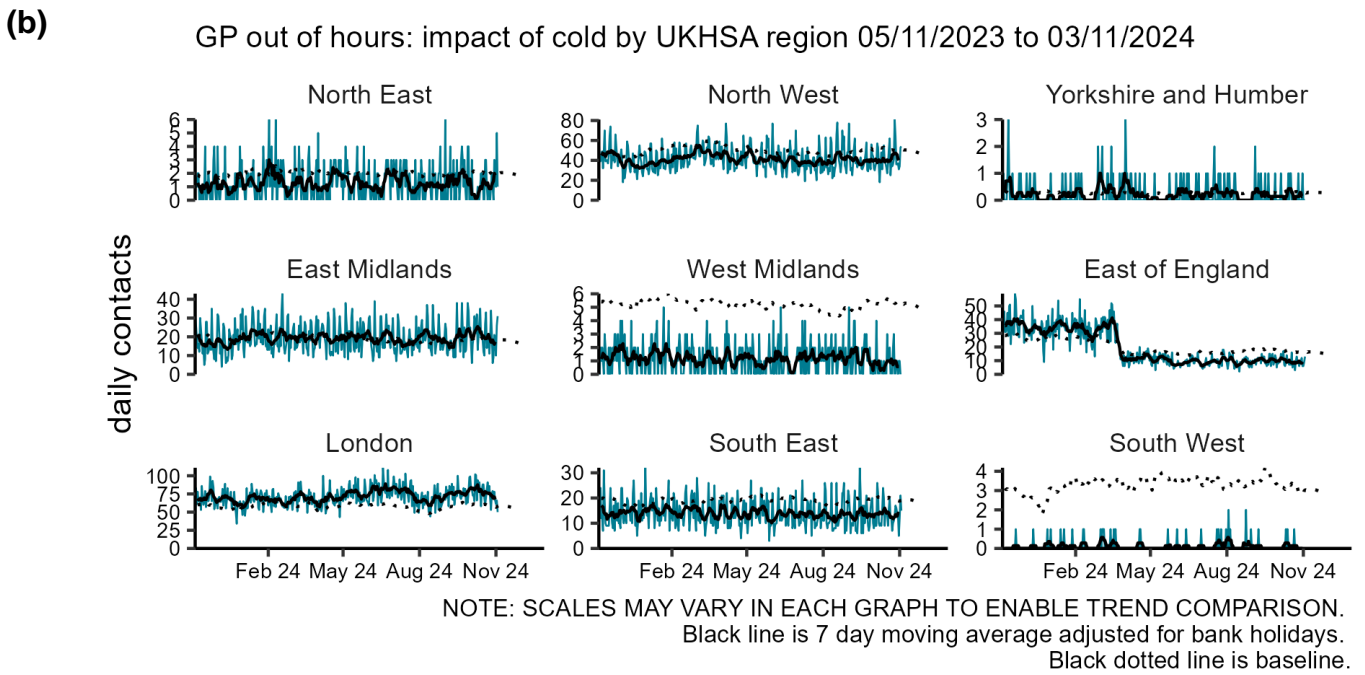 (b)
GP out of hours: impact of cold by UKHSA region 05/11/2023 to 03/11/2024
North East
North West
Yorkshire and Humber
6
5
4
3
2
1
0
80
60
40
20
0
3
2
1
0
daily contacts
East Midlands
West Midlands
East of England
40
30
20
10
0
6
5
4
3
2
1
0
50
40
30
20
10
0
London
South East
South West
100
75
50
25
0
30
20
10
0
4
3
2
1
0
Feb 24 May 24 Aug 24 Nov 24
Feb 24 May 24 Aug 24 Nov 24
Feb 24 May 24 Aug 24 Nov 24
NOTE: SCALES MAY VARY IN EACH GRAPH TO ENABLE TREND COMPARISON.
Black line is 7 day moving average adjusted for bank holidays.
Black dotted line is baseline.